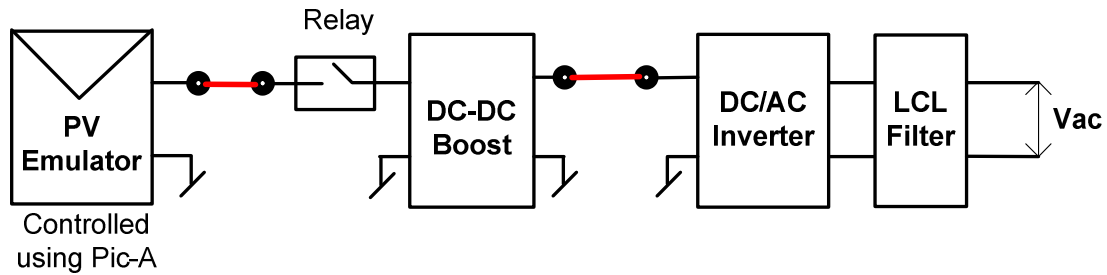 Relay
PV
Emulator
Controlled
using Pic-A
DC-DC
Boost
DC/AC
Inverter
LCL
Filter
Vac